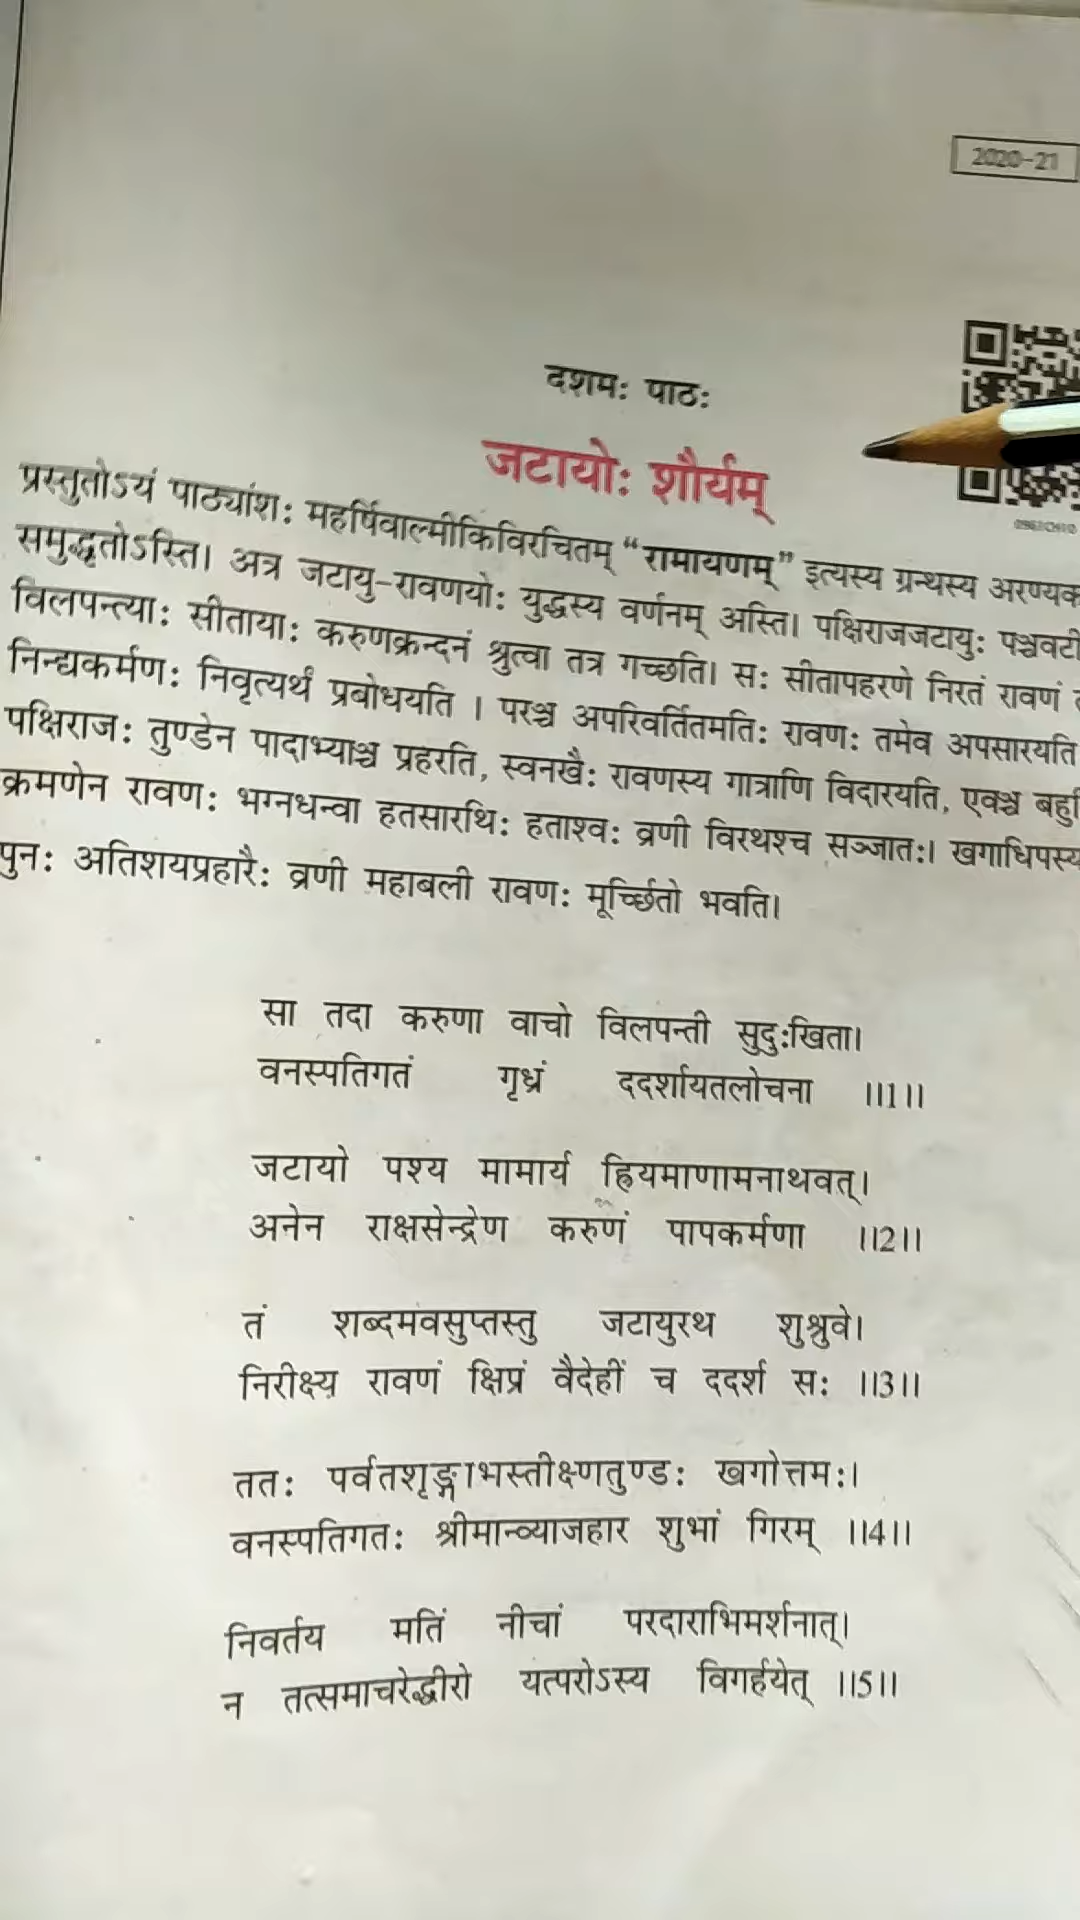 2020-21
दशमः पाठः
जटायोः शौर्यम्
प्रस्तुतोऽयं पाठ्यांशः महर्षिवाल्मीकिविरचितम् “रामायणम्” इत्यस्य ग्रन्थस्य अरण्यक
समुद्धृतोऽस्ति। अत्र जटायु-रावणयोः युद्धस्य वर्णनम् अस्ति। पक्षिराजजटायुः पञ्चवटी
विलपन्त्याः सीतायाः करुणक्रन्दनं श्रुत्वा तत्र गच्छति। सः सीतापहरणे निरतं रावणं
निन्द्यकर्मणः निवृत्यर्थं प्रबोधयति । परञ्च अपरिवर्तितमतिः रावणः तमेव अपसारयति
पक्षिराजः तुण्डेन पादाभ्याञ्च प्रहरति, स्वनखैः रावणस्य गात्राणि विदारयति, एवञ्च
क्रमणेन रावणः भग्नधन्वा हतसारथिः हताश्वः व्रणी विरथश्च सञ्जातः। खगाधिपस्य
पुनः अतिशयप्रहारैः व्रणी महाबली रावणः मूर्च्छितो भवति।
सा तदा करुणा वाचो विलपन्ती सुदुःखिता।
वनस्पतिगतं गृध्रं ददर्शायतलोचना ।।1।।
जटायो पश्य मामार्य ह्रियमाणामनाथवत्।
अनेन राक्षसेन्द्रेण करुणं पापकर्मणा ।।2।।
तं शब्दमवसुप्तस्तु जटायुरथ शुश्रुवे।
निरीक्ष्य रावणं क्षिप्रं वैदेहीं च ददर्श सः ।।3।।
ततः पर्वतशृङ्गाभस्तीक्ष्णतुण्डः खगोत्तमः।
वनस्पतिगतः श्रीमान्व्याजहार शुभां गिरम् ।।4।।
निवर्तय मतिं नीचां परदाराभिमर्शनात्।
न तत्समाचरेद्धीरो यत्परोऽस्य विगर्हयेत् ।।5।।